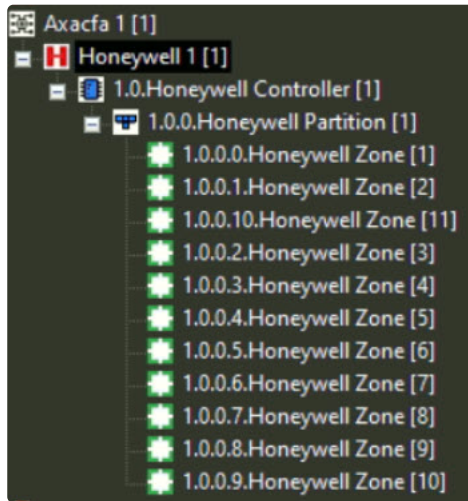 Axacfa 1 [1]
Honeywell 1 [1]
1.0.Honeywell Controller [1]
1.0.0.Honeywell Partition [1]
1.0.0.0.Honeywell Zone [1]
1.0.0.1.Honeywell Zone [2]
1.0.0.10.Honeywell Zone [11]
1.0.0.2.Honeywell Zone [3]
1.0.0.3.Honeywell Zone [4]
1.0.0.4.Honeywell Zone [5]
1.0.0.5.Honeywell Zone [6]
1.0.0.6.Honeywell Zone [7]
1.0.0.7.Honeywell Zone [8]
1.0.0.8.Honeywell Zone [9]
1.0.0.9.Honeywell Zone [10]